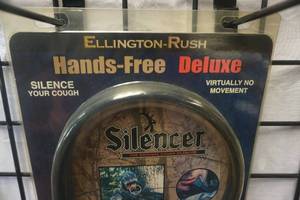 ELLINGTON-RUSH
Hands-Free Deluxe
SILENCE
YOUR COUGH
VIRTUALLY NO
MOVEMENT
Silencer